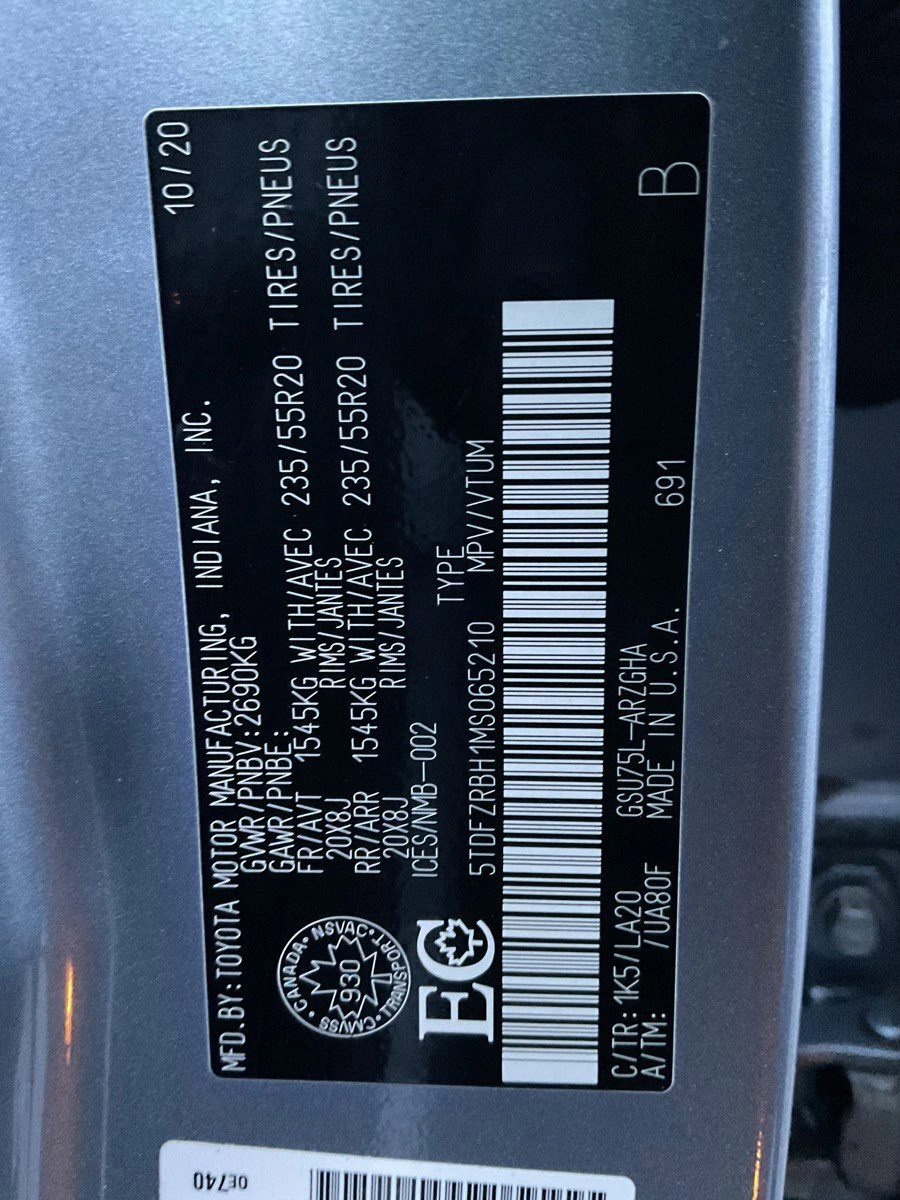 MFD.BY:TOYOTA MOTOR MANUFACTURING, INDIANA, INC. 10/20
GVWR/PNBV:2690KG
GAWR/PNBE:
FR/AVT 1545KG WITH/AVEC 235/55R20 TIRES/PNEUS
20X8J RIMS/JANTES
RR/ARR 1545KG WITH/AVEC 235/55R20 TIRES/PNEUS
20X8J RIMS/JANTES
ICES/NMB-002 TYPE
5TDFZRBH1MS065210 MPV/VTUM
CANADA • NSVAC • TRANSPORT • CMVSS •
930
EC
C/TR:1K5/LA20 GSU75L-ARZGHA 691 B
A/TM: /UA80F MADE IN U.S.A.
0E740